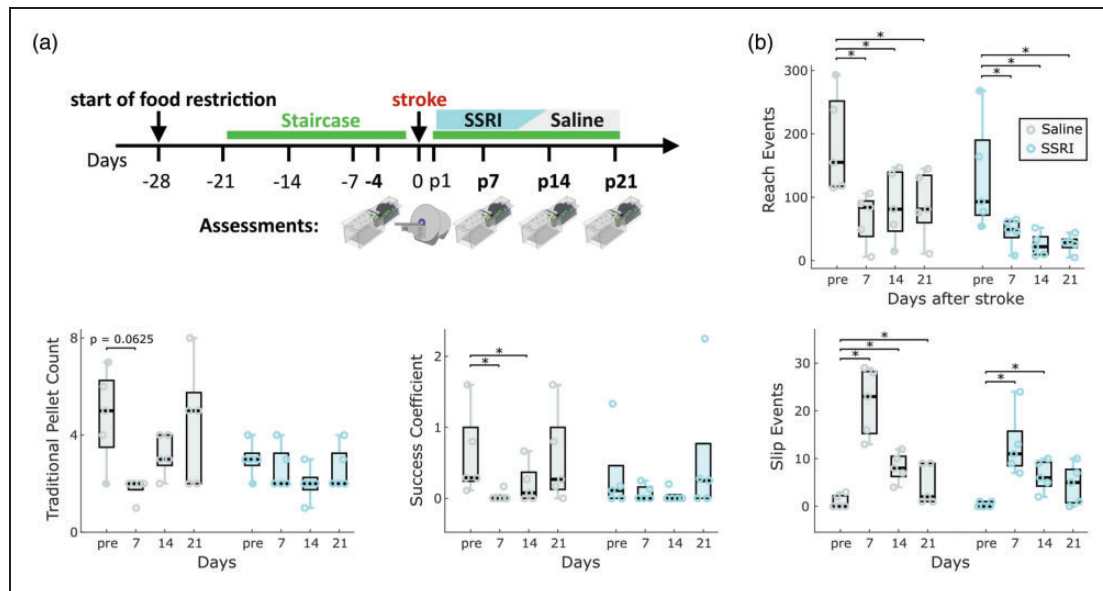 (a)
start of food restriction
stroke
Staircase
SSRI
Saline
Days
-28 -21 -14 -7 -4 0 p1 p7 p14 p21
Assessments:
(b)
* * * * * *
Reach Events
300
200
100
0
Saline
SSRI
pre 7 14 21 pre 7 14 21
Days after stroke
Traditional Pellet Count
8
4
0
p = 0.0625
pre 7 14 21 pre 7 14 21
Days
Success Coefficient
2
1
0
* *
pre 7 14 21 pre 7 14 21
Days
Slip Events
30
20
10
0
* * * * *
pre 7 14 21 Pre 7 14 21
Days